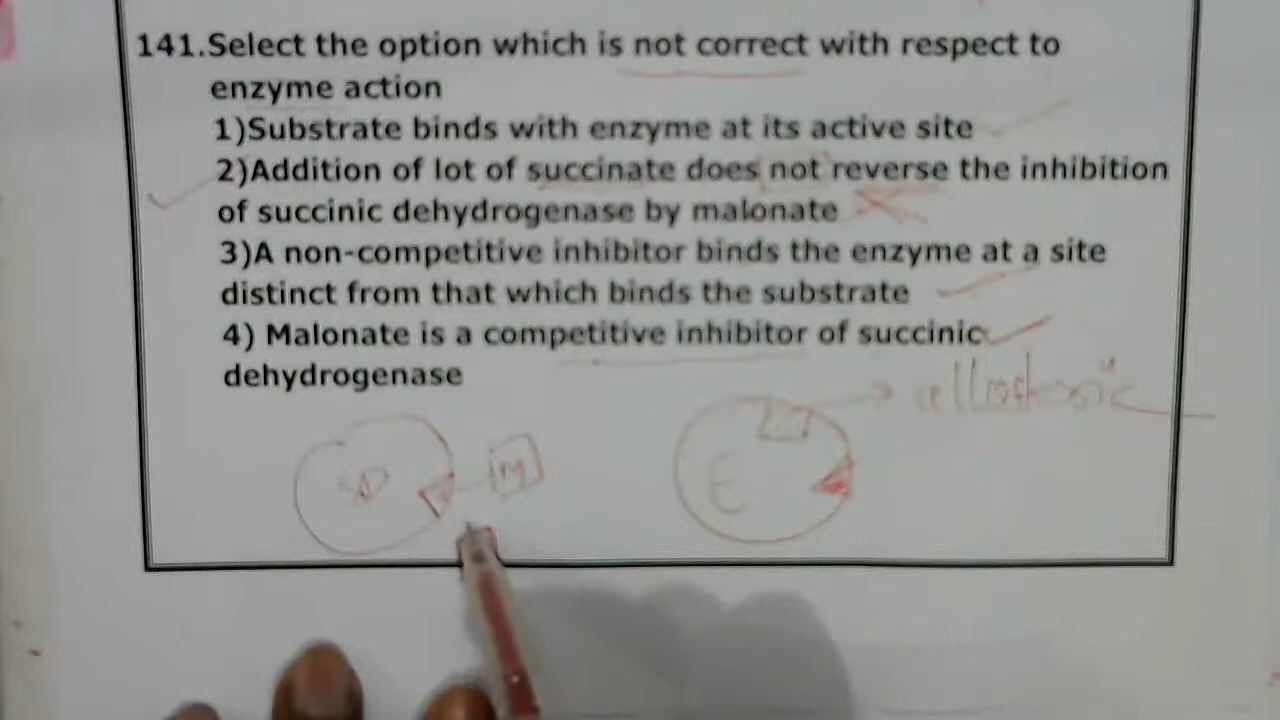 141.Select the option which is not correct with respect to
enzyme action
1)Substrate binds with enzyme at its active site
2)Addition of lot of succinate does not reverse the inhibition
of succinic dehydrogenase by malonate
3)A non-competitive inhibitor binds the enzyme at a site
distinct from that which binds the substrate
4) Malonate is a competitive inhibitor of succinic
dehydrogenase
SD
E